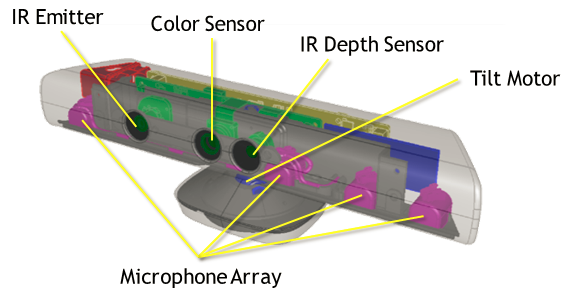 IR Emitter
Color Sensor
IR Depth Sensor
Tilt Motor
Microphone Array